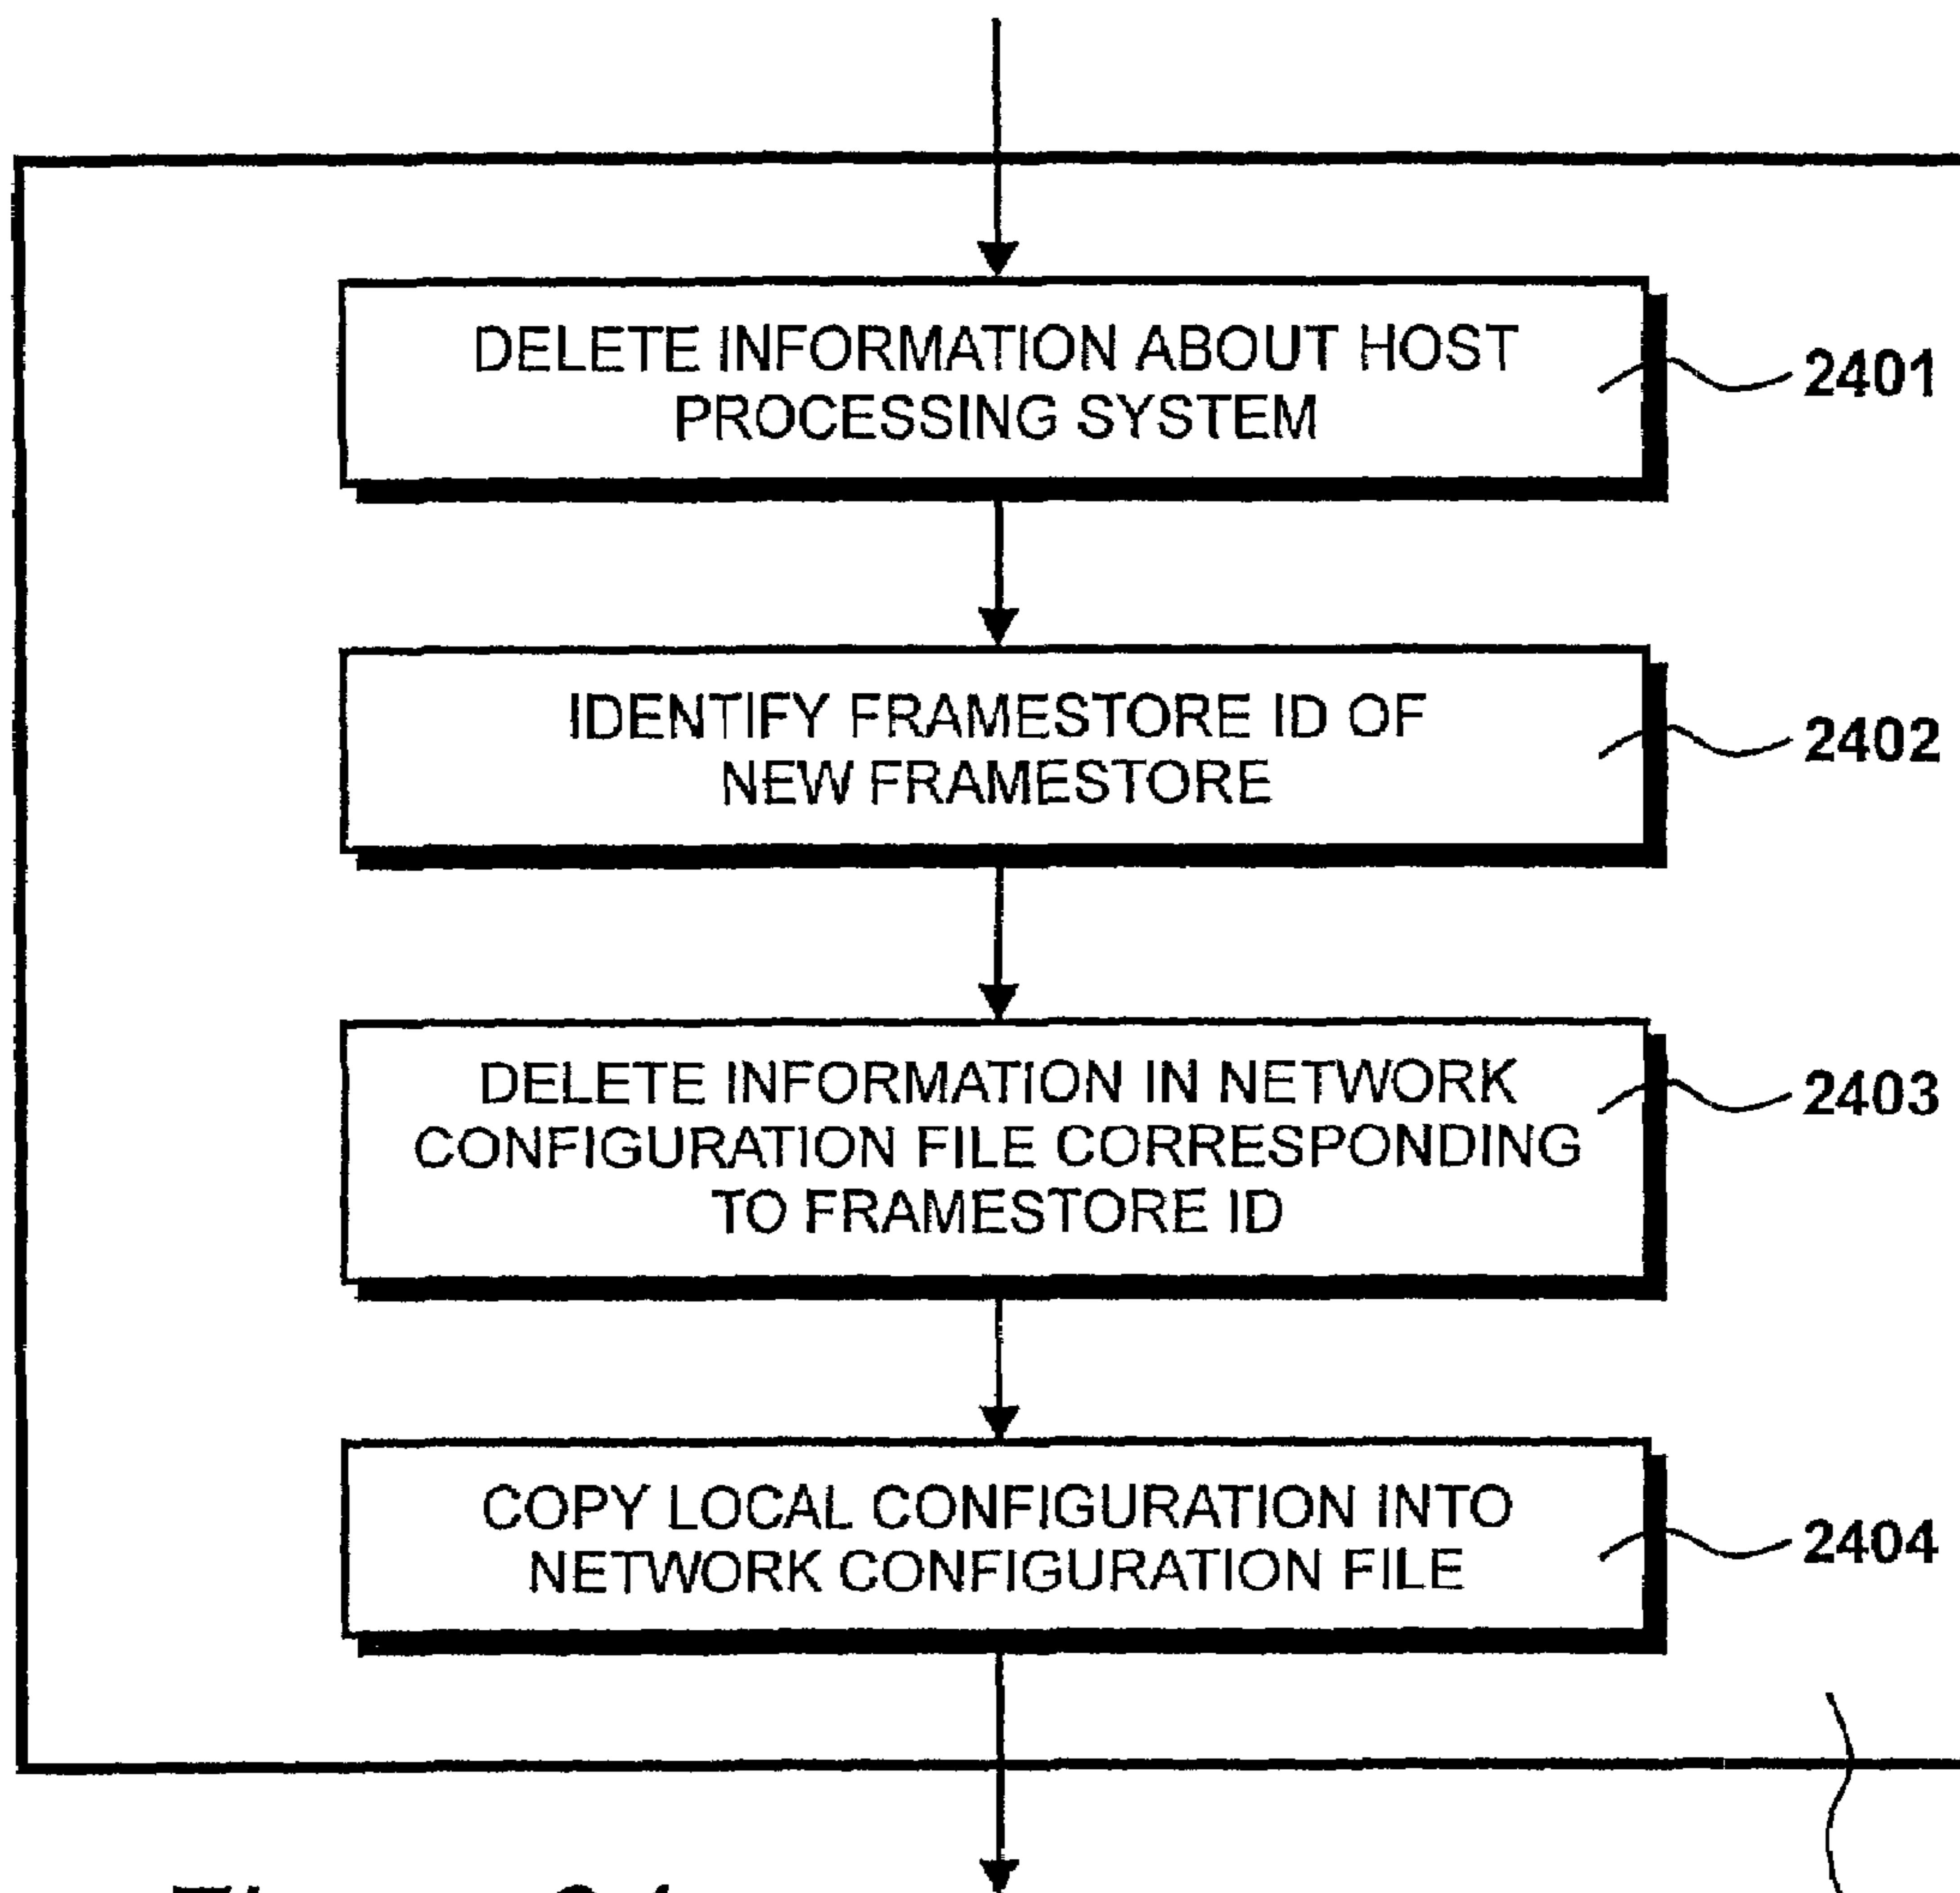 DELETE INFORMATION ABOUT HOST
PROCESSING SYSTEM
2401
IDENTIFY FRAMESTORE ID OF
NEW FRAMESTORE
2402
DELETE INFORMATION IN NETWORK
CONFIGURATION FILE CORRESPONDING
TO FRAMESTORE ID
2403
COPY LOCAL CONFIGURATION INTO
NETWORK CONFIGURATION FILE
2404